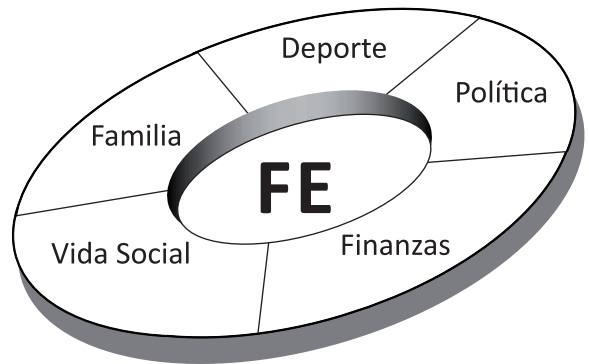 Deporte
Política
Familia
FE
Vida Social
Finanzas